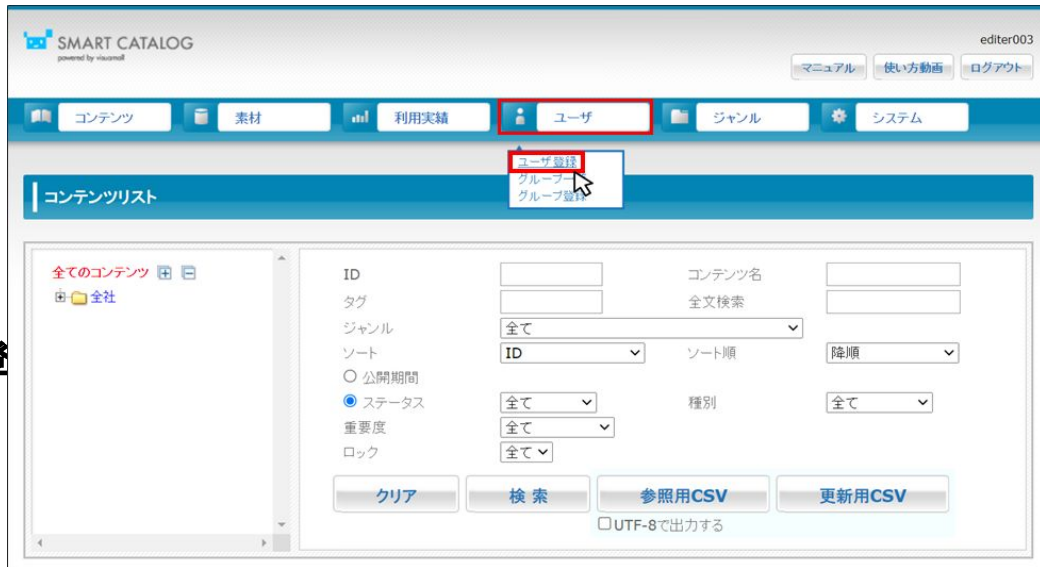 SMART CATALOG
powered by visuamall
editer003
マニュアル 使い方動画 ログアウト
コンテンツ 素材 利用実績 ユーザ ジャンル システム
ユーザ登録
グループ一
グループ登録
コンテンツリスト
全てのコンテンツ
全社
ID コンテンツ名
タグ 全文検索
ジャンル 全て
ソート ID ソート順 降順
公開期間
ステータス 全て 種別 全て
重要度 全て
ロック 全て
クリア 検索 参照用CSV 更新用CSV
UTF-8で出力する